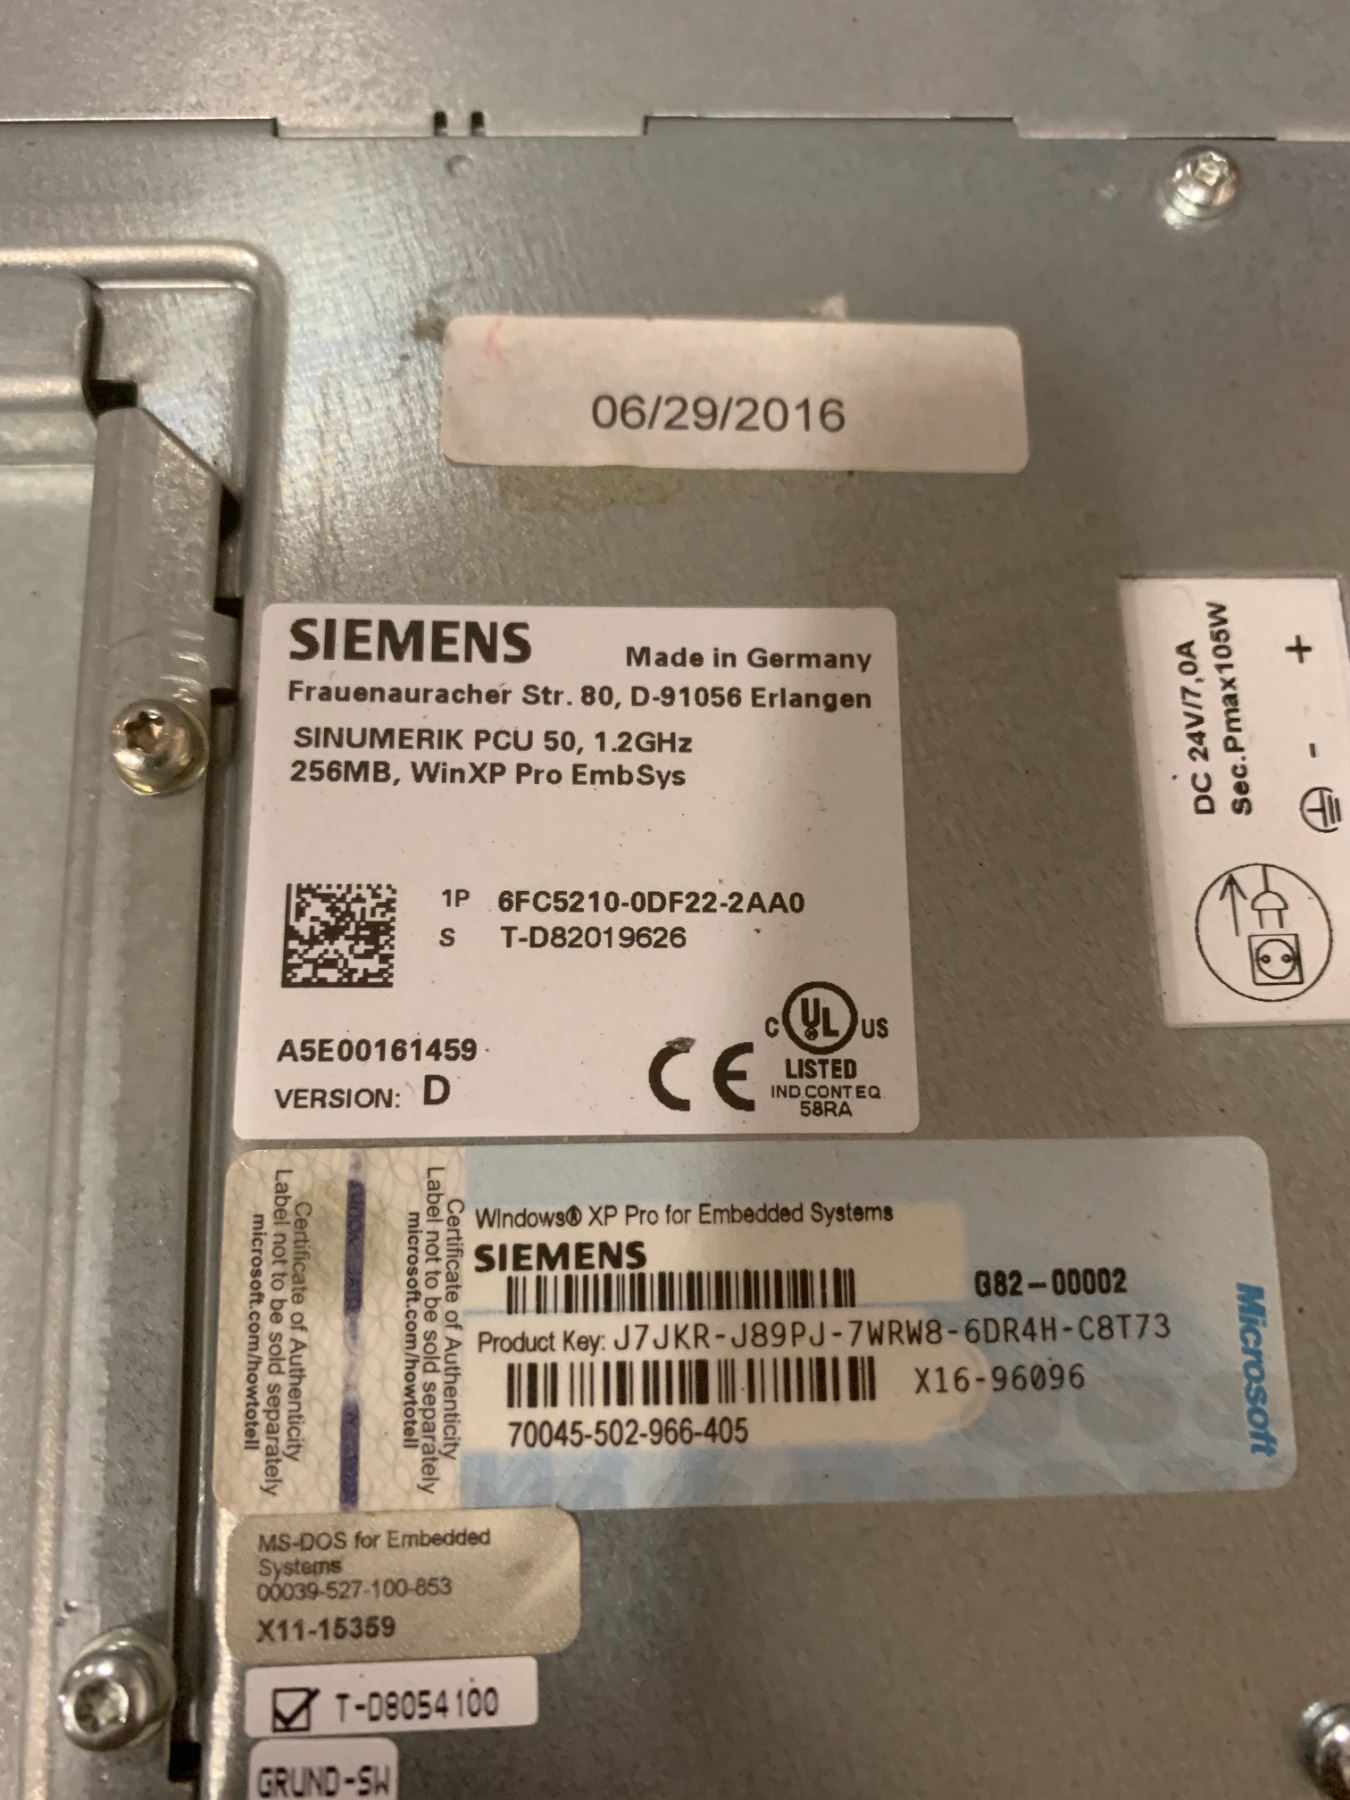 06/29/2016
SIEMENS
Made in Germany
Frauenauracher Str. 80, D-91056 Erlangen
SINUMERIK PCU 50, 1.2GHz
256MB, WinXP Pro EmbSys
1P 6FC5210-0DF22-2AA0
S T-D82019626
A5E00161459
VERSION: D
CE
C UL US
LISTED
IND CONT EQ
58RA
DC 24V/7,0A
Sec.Pmax105W
+
-
Certificate of Authenticity
Label not to be sold separately
microsoft.com/howtotell
Certificate of Authenticity
Label not to be sold separately
microsoft.com/howtotell
Windows® XP Pro for Embedded Systems
SIEMENS
G82-00002
Product Key: J7JKR-J89PJ-7WRW8-6DR4H-C8T73
X16-96096
70045-502-966-405
Microsoft
MS-DOS for Embedded
Systems
00039-527-100-853
X11-15359
T-D8054100
GRUND-SW